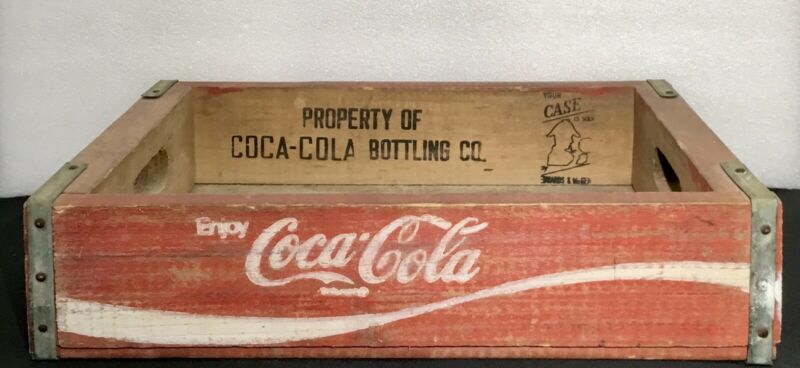 PROPERTY OF
COCA-COLA BOTTLING CO.
YOUR
CASE
Enjoy
Coca-Cola